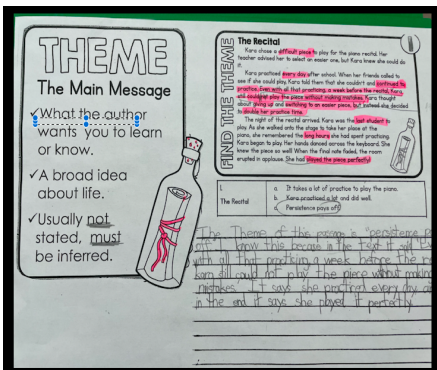 THEME
The Main Message
✓What the author
wants you to learn
or know.
✓A broad idea
about life.
✓Usually not
stated, must
be inferred.
FIND THE THEME
The Recital
Kara chose a difficult piece to play for the piano recital. Her
teacher advised her to select an easier one, but Kara knew she could do
it.
Kara practiced every day after school. When her friends called to
see if she could play, Kara told them that she couldn't and continued to
practice. Even with all that practicing, a week before the recital, Kara
still couldn't play the piece without making mistakes. Kara thought
about giving up and switching to an easier piece, but instead she decided
to double her practice time.
The night of the recital arrived. Kara was the last student to
play. As she walked onto the stage to take her place at the
piano, she remembered the long hours she had spent practicing.
Kara began to play. Her hands danced across the keyboard. She
knew the piece so well! When the final note faded, the room
erupted in applause. She had played the piece perfectly!
1.
The Recital
a. It takes a lot of practice to play the piano.
b. Kara practiced a lot and did well.
c. Persistence pays off.
The Theme of this passage is "persistence
off" I know this because in the text it said "Ev
with all that practicing a week before the re
kara still could not play the piece without making
mistakes." It says she practiced every day
in the end it says she played it perfectly